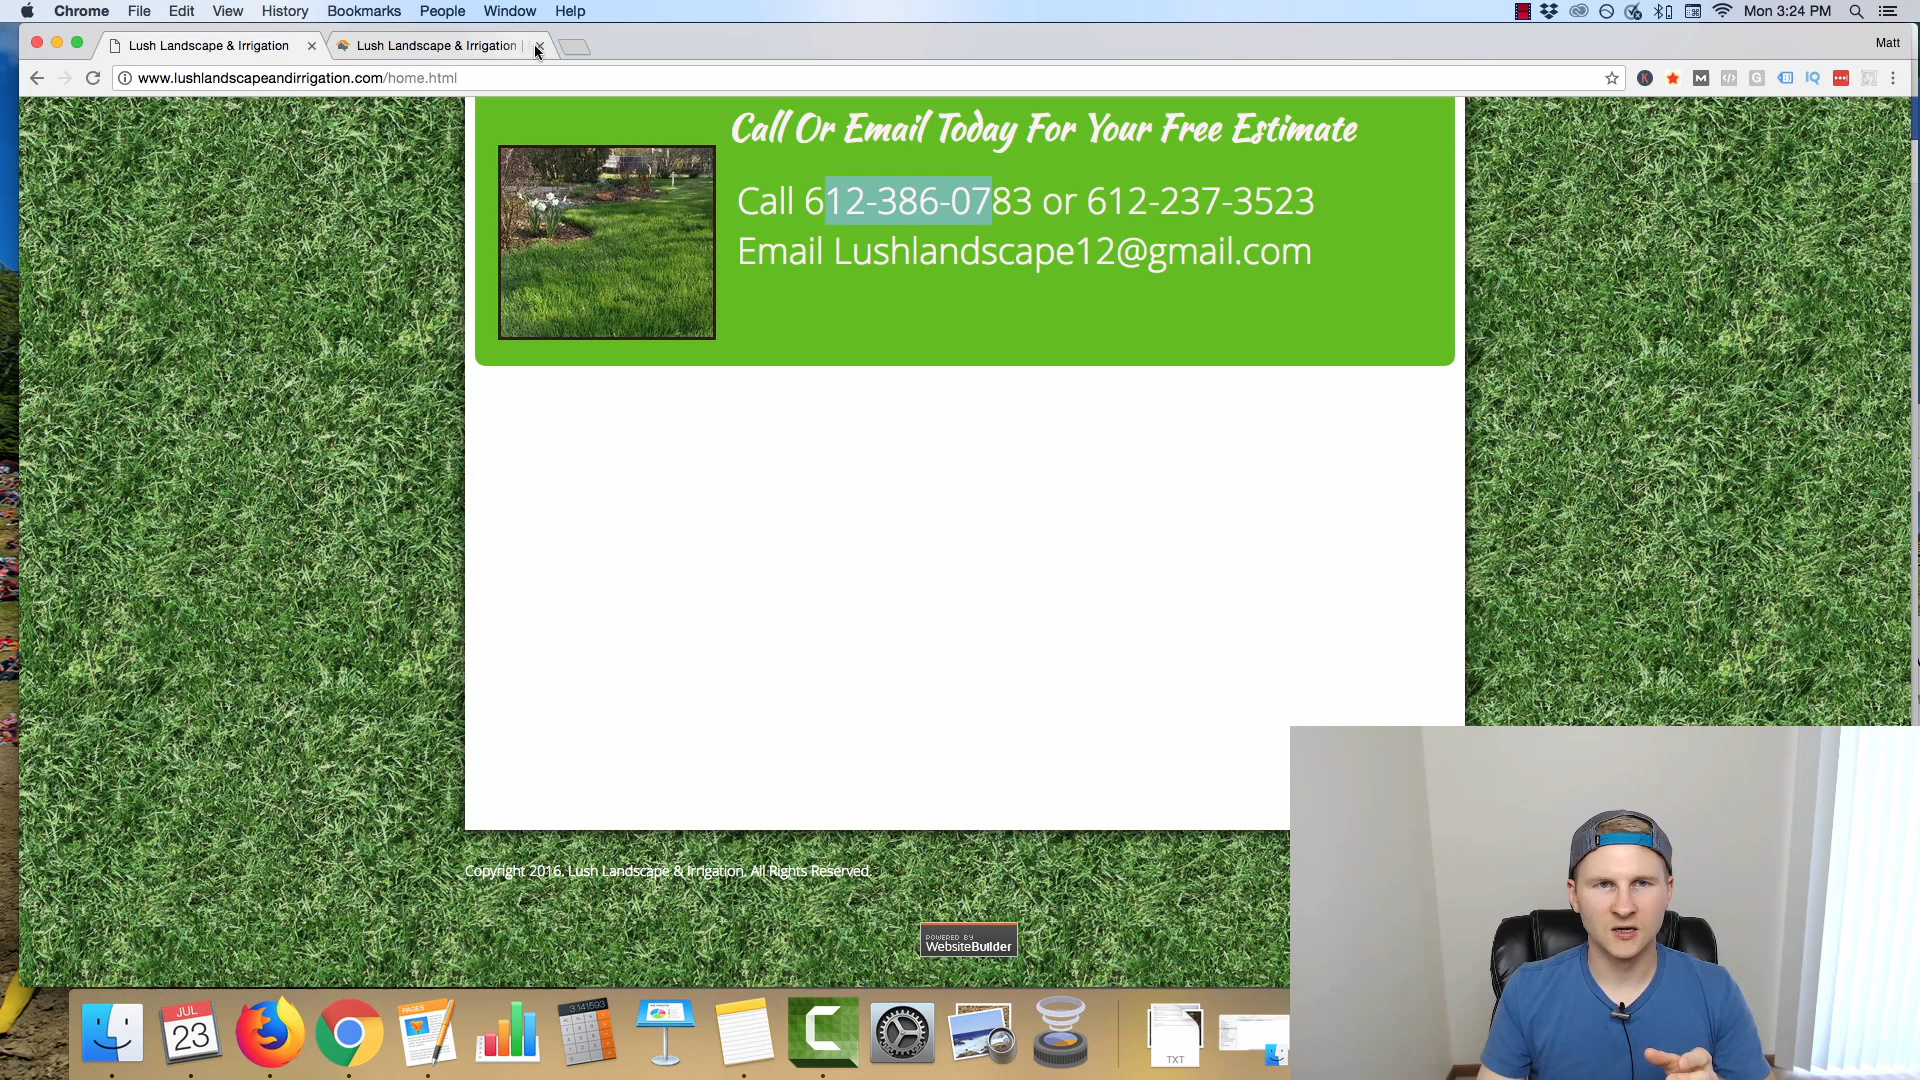 Chrome File Edit View History Bookmarks People Window Help Mon 3:24 PM
Lush Landscape & Irrigation Lush Landscape & Irrigation | Matt
www.lushlandscapeandirrigation.com/home.html
Call Or Email Today For Your Free Estimate
Call 612-386-0783 or 612-237-3523
Email Lushlandscape12@gmail.com
Copyright 2016, Lush Landscape & Irrigation, All Rights Reserved.
POWERED BY
WebsiteBuilder
JUL
23
PAGES
3.141593
TXT